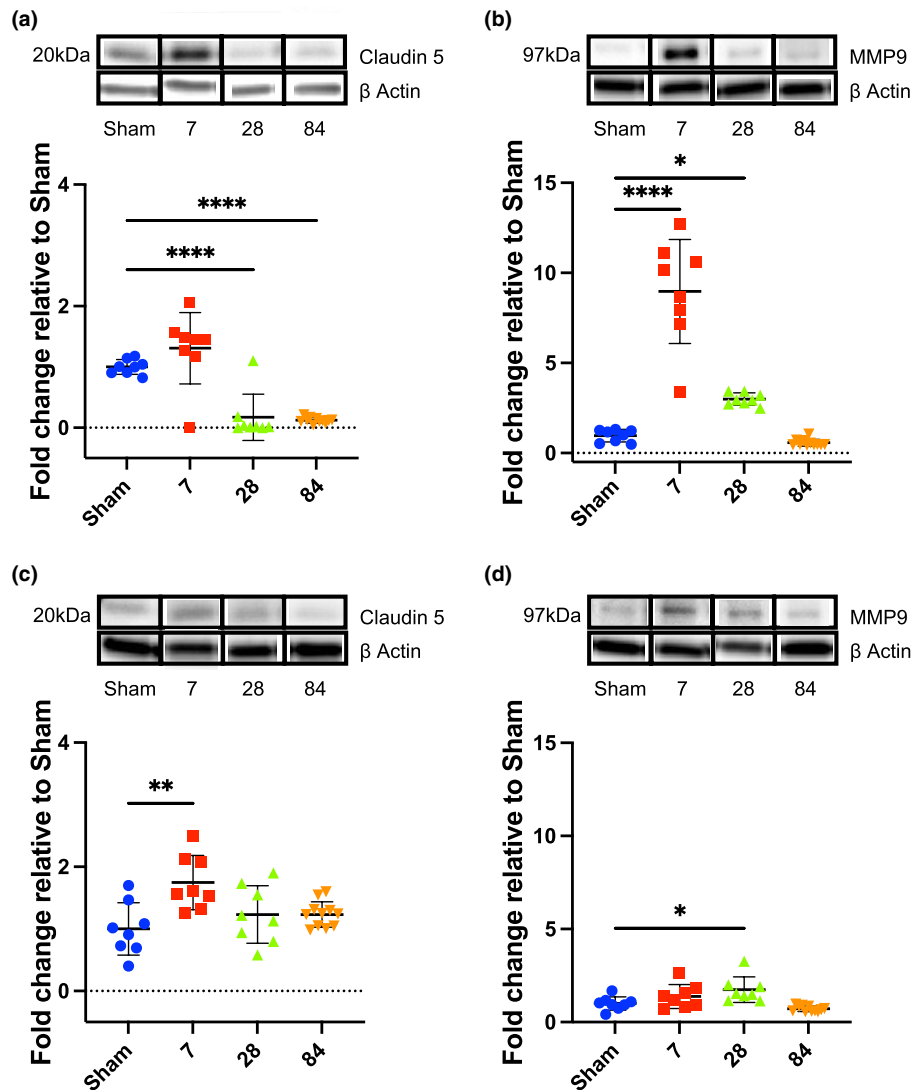 (a)
20kDa
Claudin 5
β Actin
Sham 7 28 84
Fold change relative to Sham
4
2
0
****
****
Sham 7 28 84
(b)
97kDa
MMP9
β Actin
Sham 7 28 84
Fold change relative to Sham
15
10
5
0
*
****
Sham 7 28 84
(c)
20kDa
Claudin 5
β Actin
Sham 7 28 84
Fold change relative to Sham
4
2
0
**
Sham 7 28 84
(d)
97kDa
MMP9
β Actin
Sham 7 28 84
Fold change relative to Sham
15
10
5
0
*
Sham 7 28 84